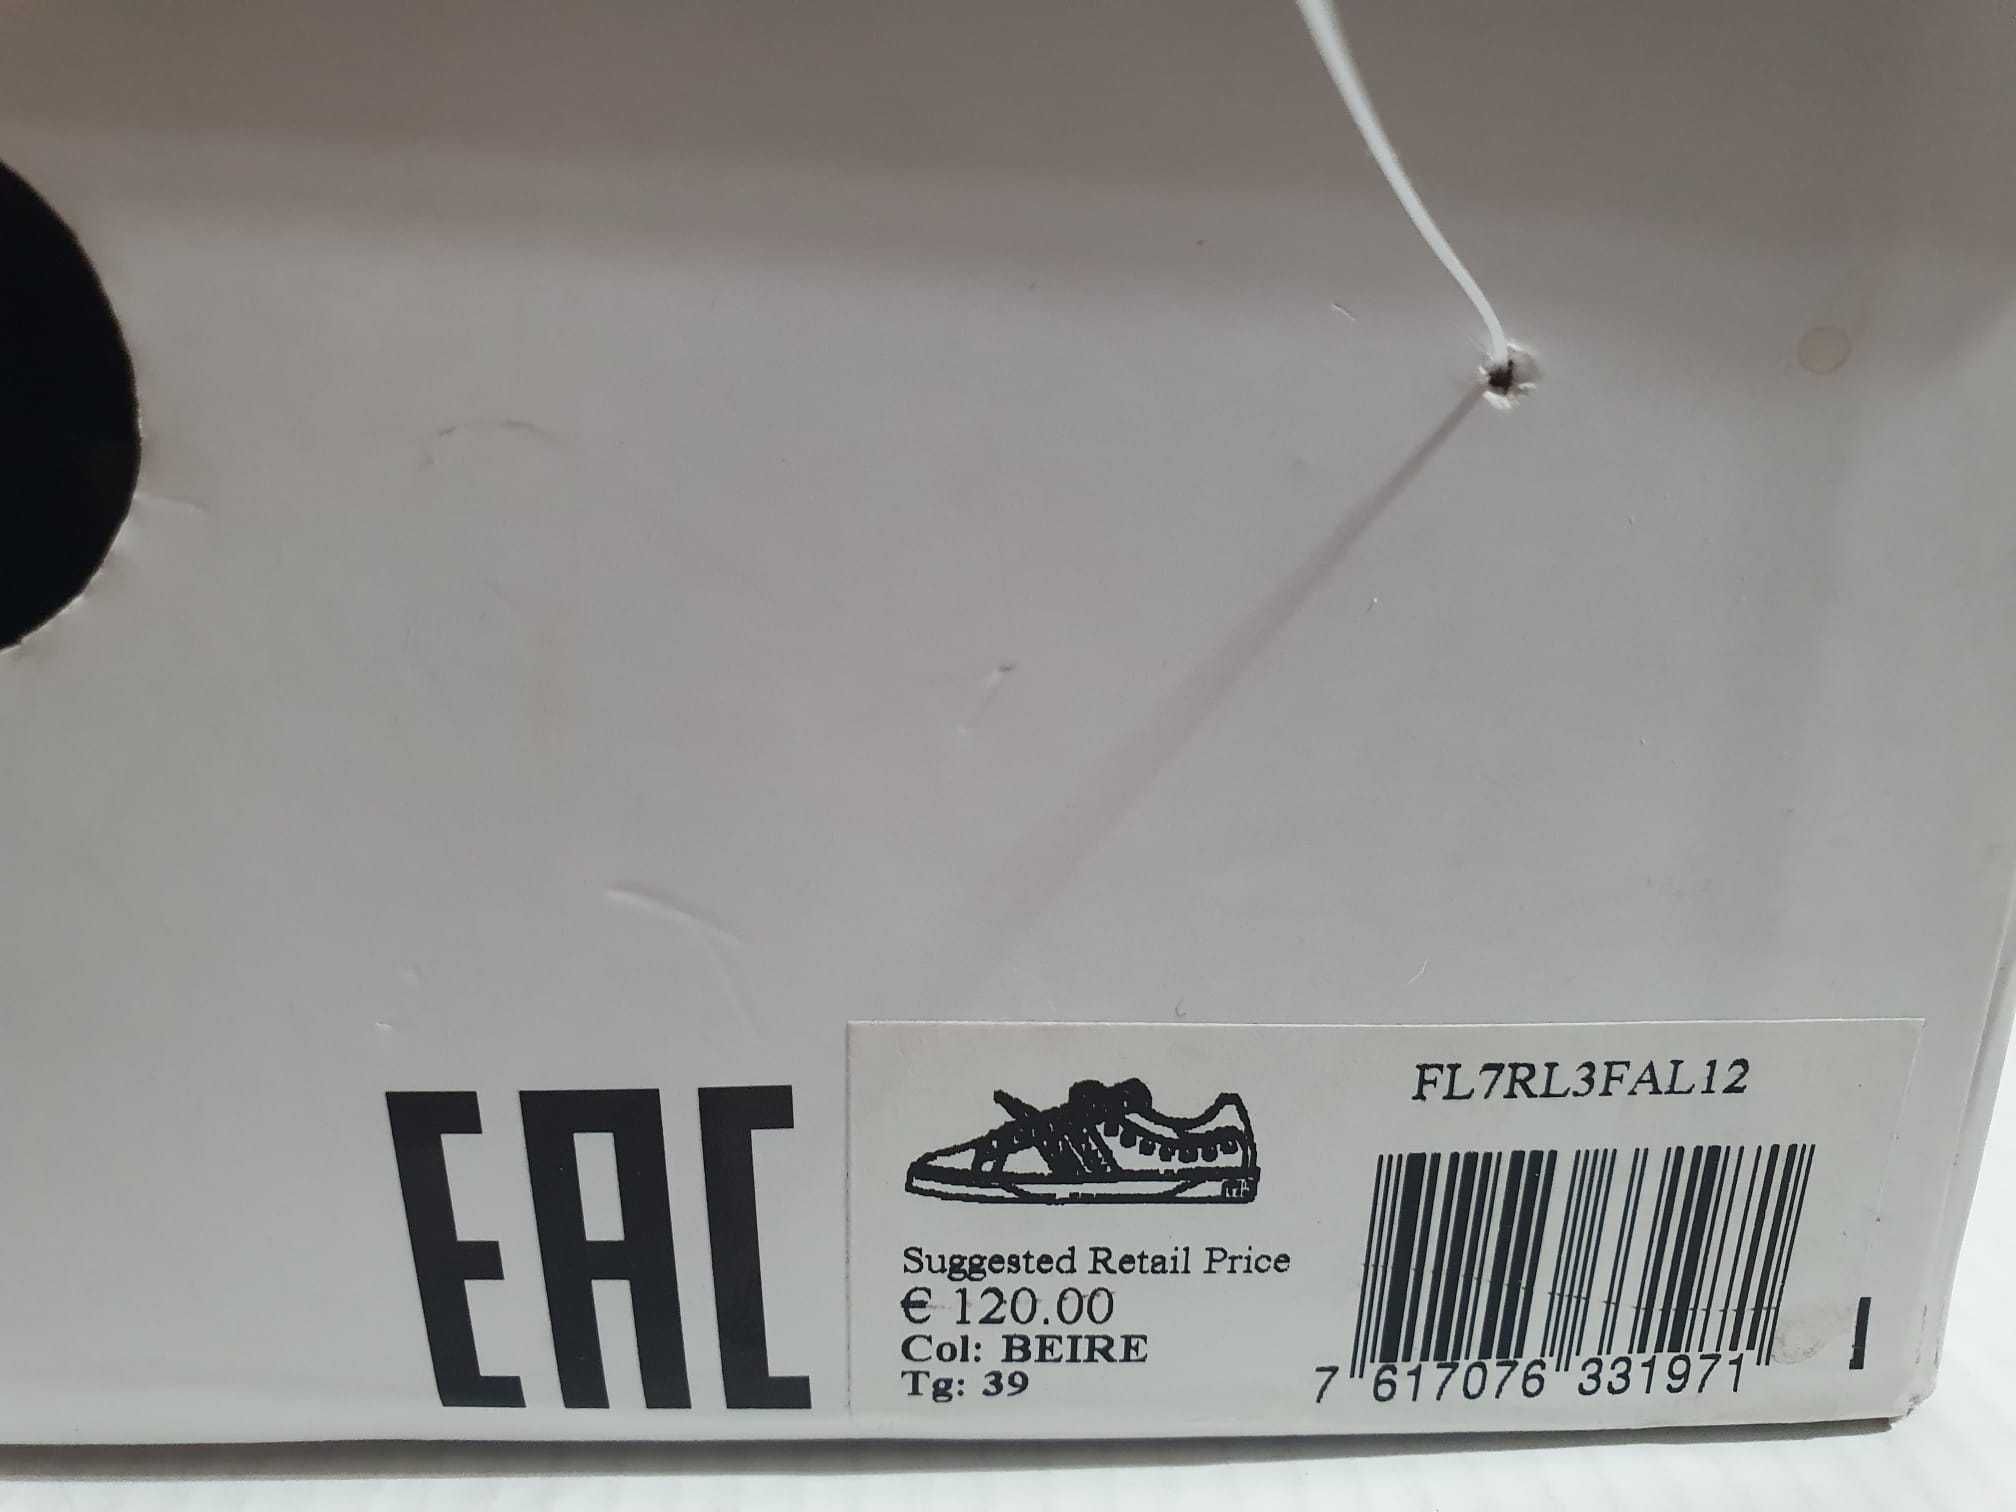 EAC
FL7RL3FAL12
Suggested Retail Price
€ 120.00
Col: BEIRE
Tg: 39
7 617076 331971